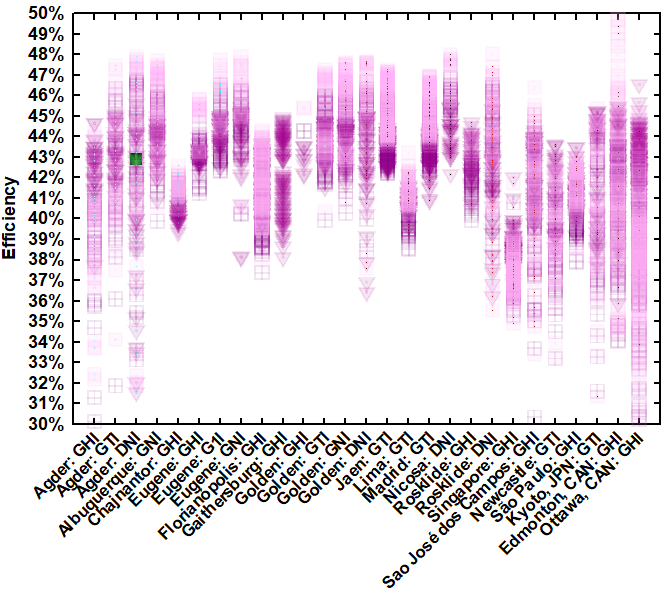 50%
49%
48%
47%
46%
45%
44%
43%
42%
41%
40%
39%
38%
37%
36%
35%
34%
33%
32%
31%
30%
Efficiency
Agder: GHI
Agder: GTI
Agder: DNI
Albuquerque: GNI
Chajnantor: GHI
Eugene: GHI
Eugene: G1I
Eugene: GNI
Florianopolis: GHI
Gaithersburg: GHI
Golden: GHI
Golden: GTI
Golden: GNI
Golden: DNI
Jaen: GTI
Lima: GTI
Madrid: GTI
Nicosa: DNI
Roskilde: GHI
Roskilde: DNI
Singapore: GHI
Sao José dos Campos: GHI
Newcastle: GTI
São Paulo: GHI
Kyoto, JPN: GTI
Edmonton, CAN: GHI
Ottawa, CAN: GHI